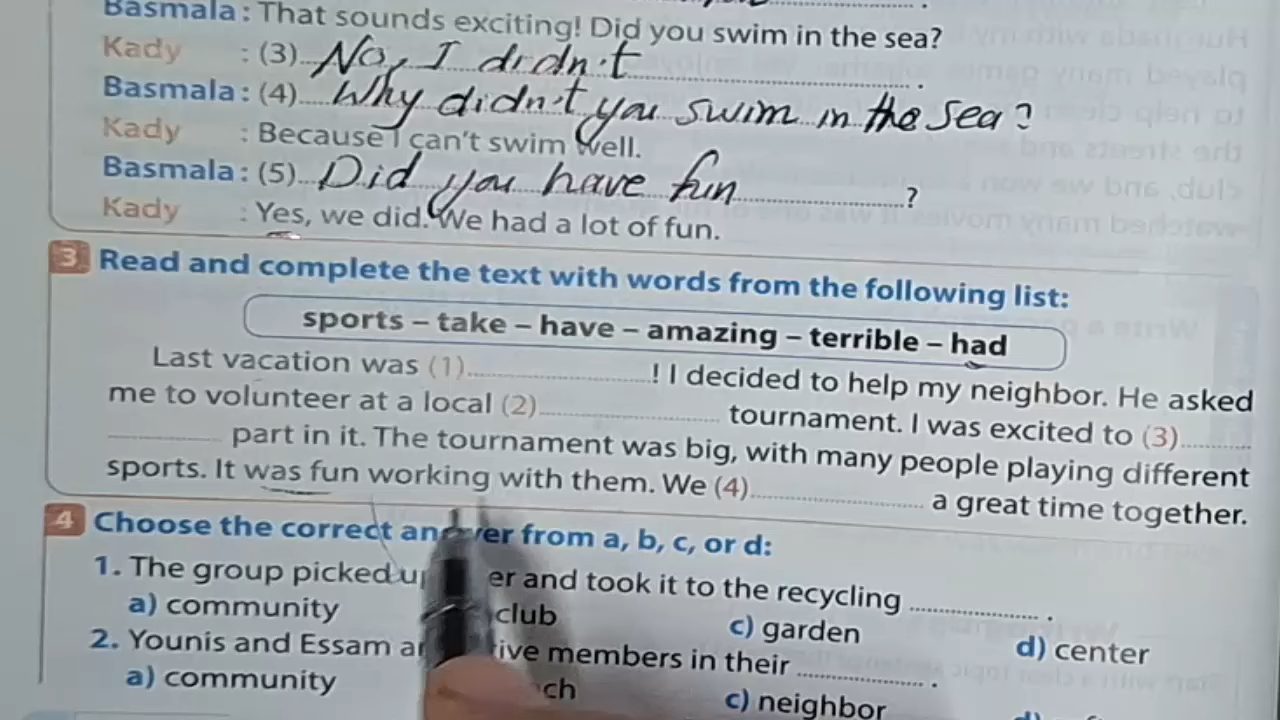 Basmala : That sounds exciting! Did you swim in the sea?
Kady : (3) No, I didn't .
Basmala : (4) Why didn't you swim in the sea?
Kady : Because I can't swim well.
Basmala : (5) Did you have fun ?
Kady : Yes, we did. We had a lot of fun.
3 Read and complete the text with words from the following list:
sports – take – have – amazing – terrible – had
Last vacation was (1) ! I decided to help my neighbor. He asked
me to volunteer at a local (2) tournament. I was excited to (3)
part in it. The tournament was big, with many people playing different
sports. It was fun working with them. We (4) a great time together.
4 Choose the correct from a, b, c, or d:
1. The group picked and took it to the recycling .
a) community club c) garden d) center
2. Younis and Essam members in their .
a) community c) neighbor